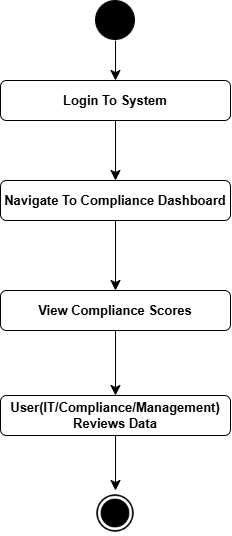 Login To System
Navigate To Compliance Dashboard
View Compliance Scores
User(IT/Compliance/Management)
Reviews Data